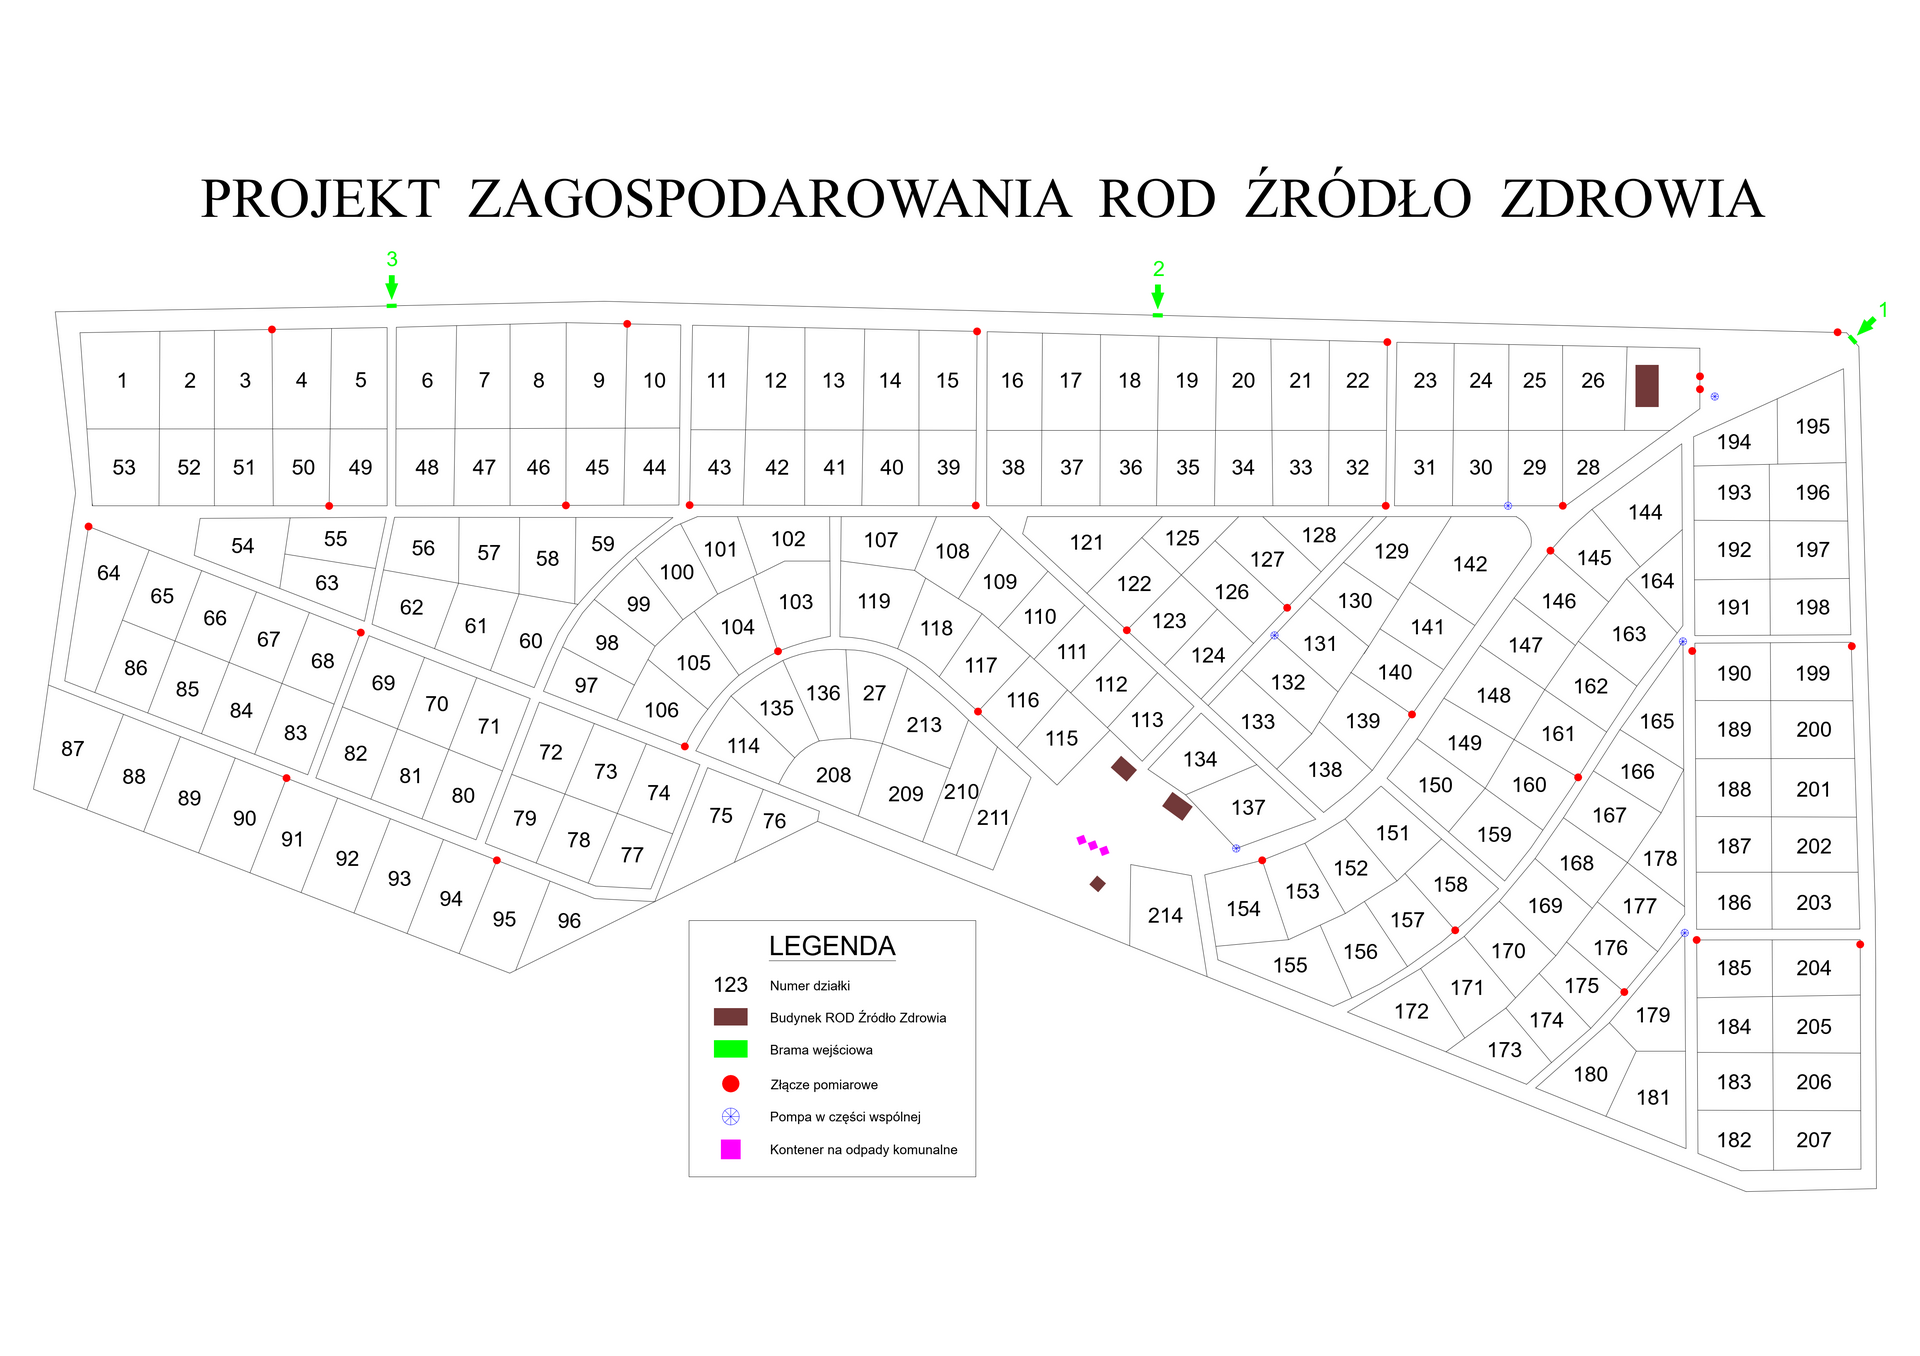 PROJEKT ZAGOSPODAROWANIA ROD ŹRÓDŁO ZDROWIA
3
2
1
1 2 3 4 5 6 7 8 9 10 11 12 13 14 15 16 17 18 19 20 21 22 23 24 25 26
194 195
53 52 51 50 49 48 47 46 45 44 43 42 41 40 39 38 37 36 35 34 33 32 31 30 29 28
193 196
54 55 56 57 58 59 101 102 107 108 121 125 128 129 142 144
192 197
64 63 100 109 122 127 145 164
65 62 99 103 119 110 126 130 146 191 198
66 61 98 104 118 123 141 163
67 60 111 131 147
68 105 117 124
86 69 97 112 132 140 162 190 199
85 70 106 136 27 116 148
84 71 135 213 113 133 139 165 189 200
83 72 114 115 134 149 161
87 82 73 208 138 166
88 81 74 209 210 137 150 160 188 201
89 80 75 76 211 167
90 79 151 159 187 202
91 78 77 152 168 178
92 153 158
93 154 157 169 177 186 203
94 214
95 96 156 170 176
155 171 175 185 204
172 174 179 184 205
173 180 183 206
181
182 207
LEGENDA
123 Numer działki
Budynek ROD Źródło Zdrowia
Brama wejściowa
Złącze pomiarowe
Pompa w części wspólnej
Kontener na odpady komunalne